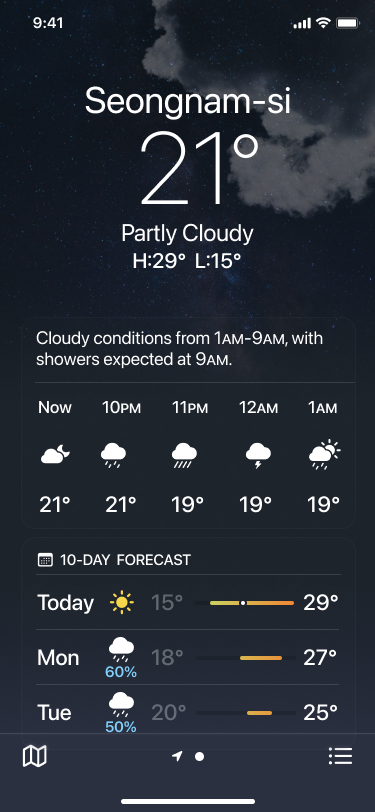 9:41
Seongnam-si
21°
Partly Cloudy
H:29° L:15°
Cloudy conditions from 1AM-9AM, with
showers expected at 9AM.
Now 10PM 11PM 12AM 1AM
21° 21° 19° 19° 19°
10-DAY FORECAST
Today 15° 29°
Mon 60% 18° 27°
Tue 50% 20° 25°